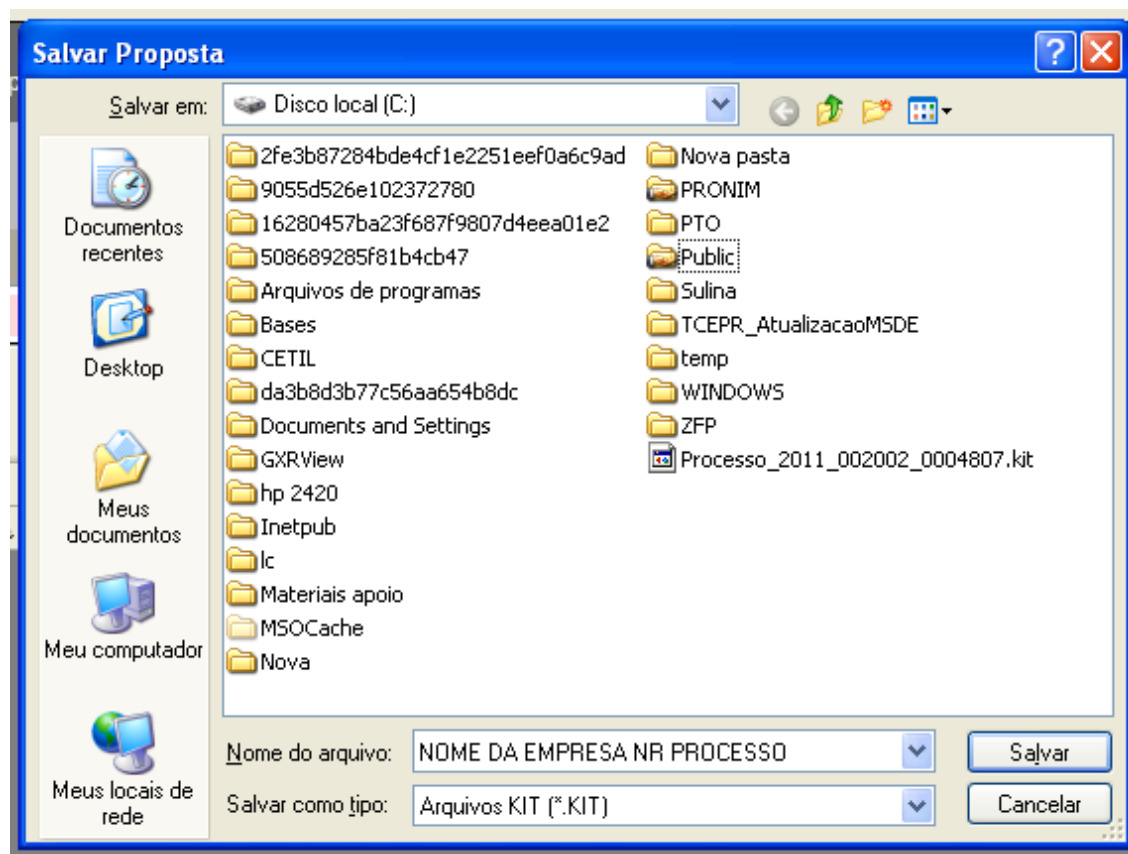 Salvar Proposta
Salvar em:
Disco local (C:)
Documentos
recentes
Desktop
Meus
documentos
Meu computador
Meus locais de
rede
2fe3b87284bde4cf1e2251eef0a6c9ad
9055d526e102372780
16280457ba23f687f9807d4eea01e2
508689285f81b4cb47
Arquivos de programas
Bases
CETIL
da3b8d3b77c56aa654b8dc
Documents and Settings
GXRView
hp 2420
Inetpub
lc
Materiais apoio
MSOCache
Nova
Nova pasta
PRONIM
PTO
Public
Sulina
TCEPR_AtualizacaoMSDE
temp
WINDOWS
ZFP
Processo_2011_002002_0004807.kit
Nome do arquivo:
NOME DA EMPRESA NR PROCESSO
Salvar
Salvar como tipo:
Arquivos KIT (*.KIT)
Cancelar